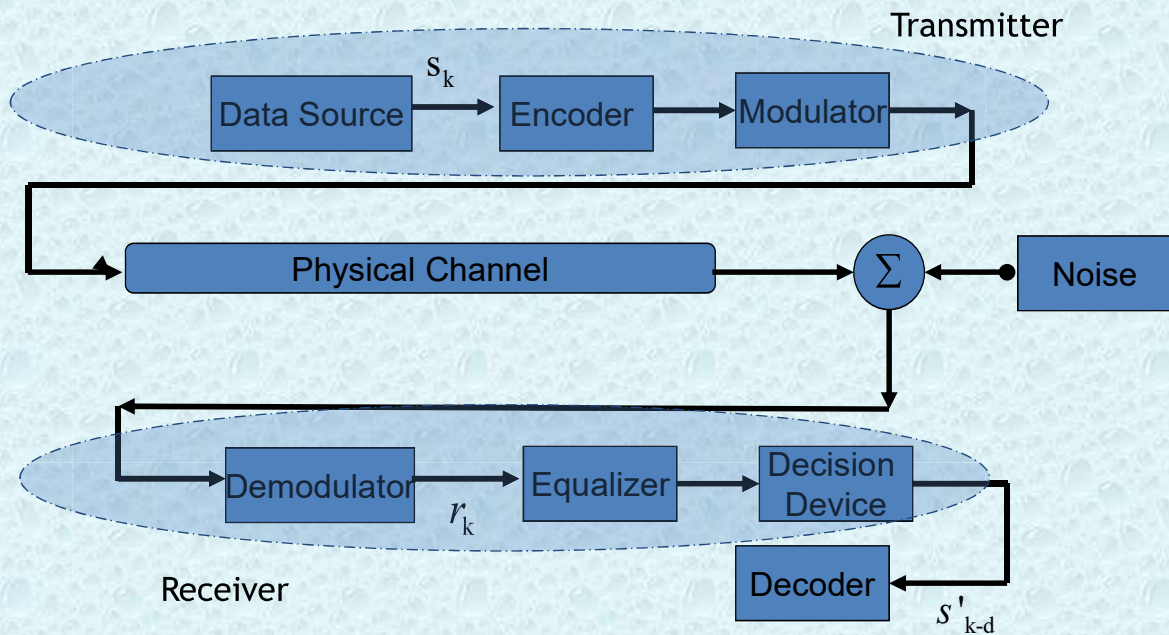 Transmitter
s_k
Data Source
Encoder
Modulator
Physical Channel
Σ
Noise
Demodulator
r_k
Equalizer
Decision
Device
Receiver
Decoder
s'_k-d